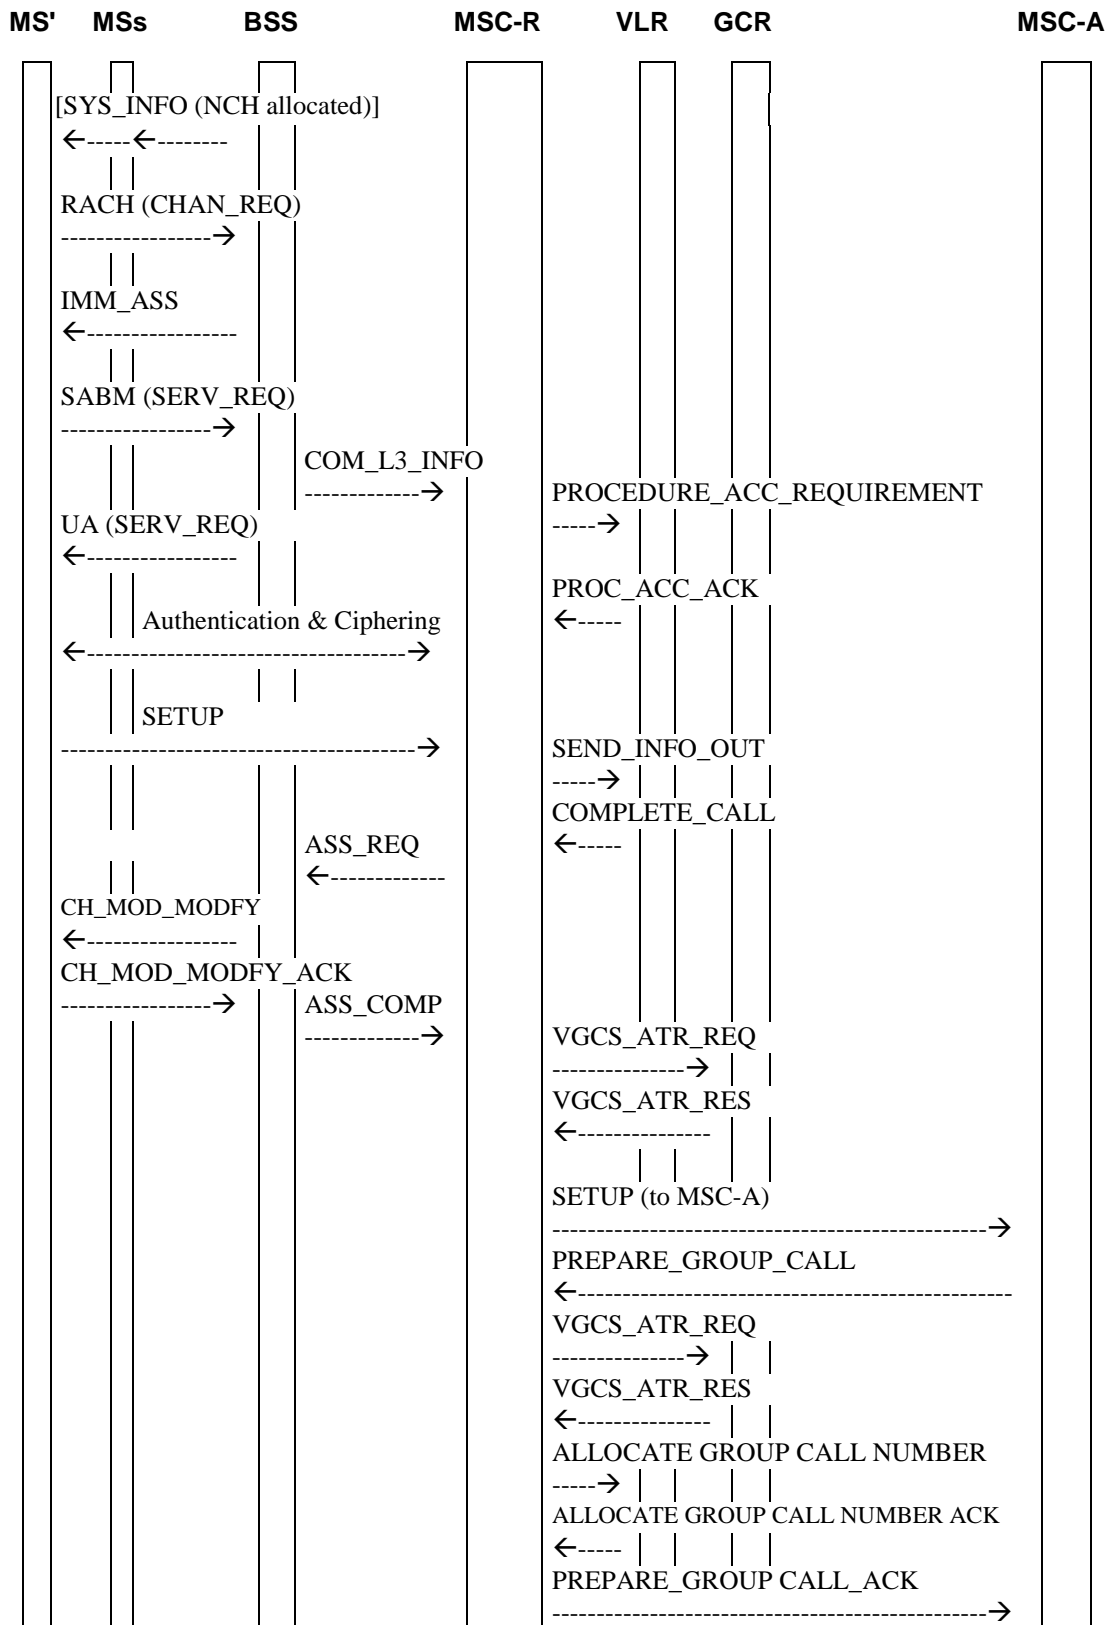 MS' MSs BSS MSC-R VLR GCR MSC-A
[SYS_INFO (NCH allocated)]
RACH (CHAN_REQ)
IMM_ASS
SABM (SERV_REQ)
COM_L3_INFO
PROCEDURE_ACC_REQUIREMENT
UA (SERV_REQ)
PROC_ACC_ACK
Authentication & Ciphering
SETUP
SEND_INFO_OUT
COMPLETE_CALL
ASS_REQ
CH_MOD_MODFY
CH_MOD_MODFY_ACK
ASS_COMP
VGCS_ATR_REQ
VGCS_ATR_RES
SETUP (to MSC-A)
PREPARE_GROUP_CALL
VGCS_ATR_REQ
VGCS_ATR_RES
ALLOCATE GROUP CALL NUMBER
ALLOCATE GROUP CALL NUMBER ACK
PREPARE_GROUP CALL_ACK